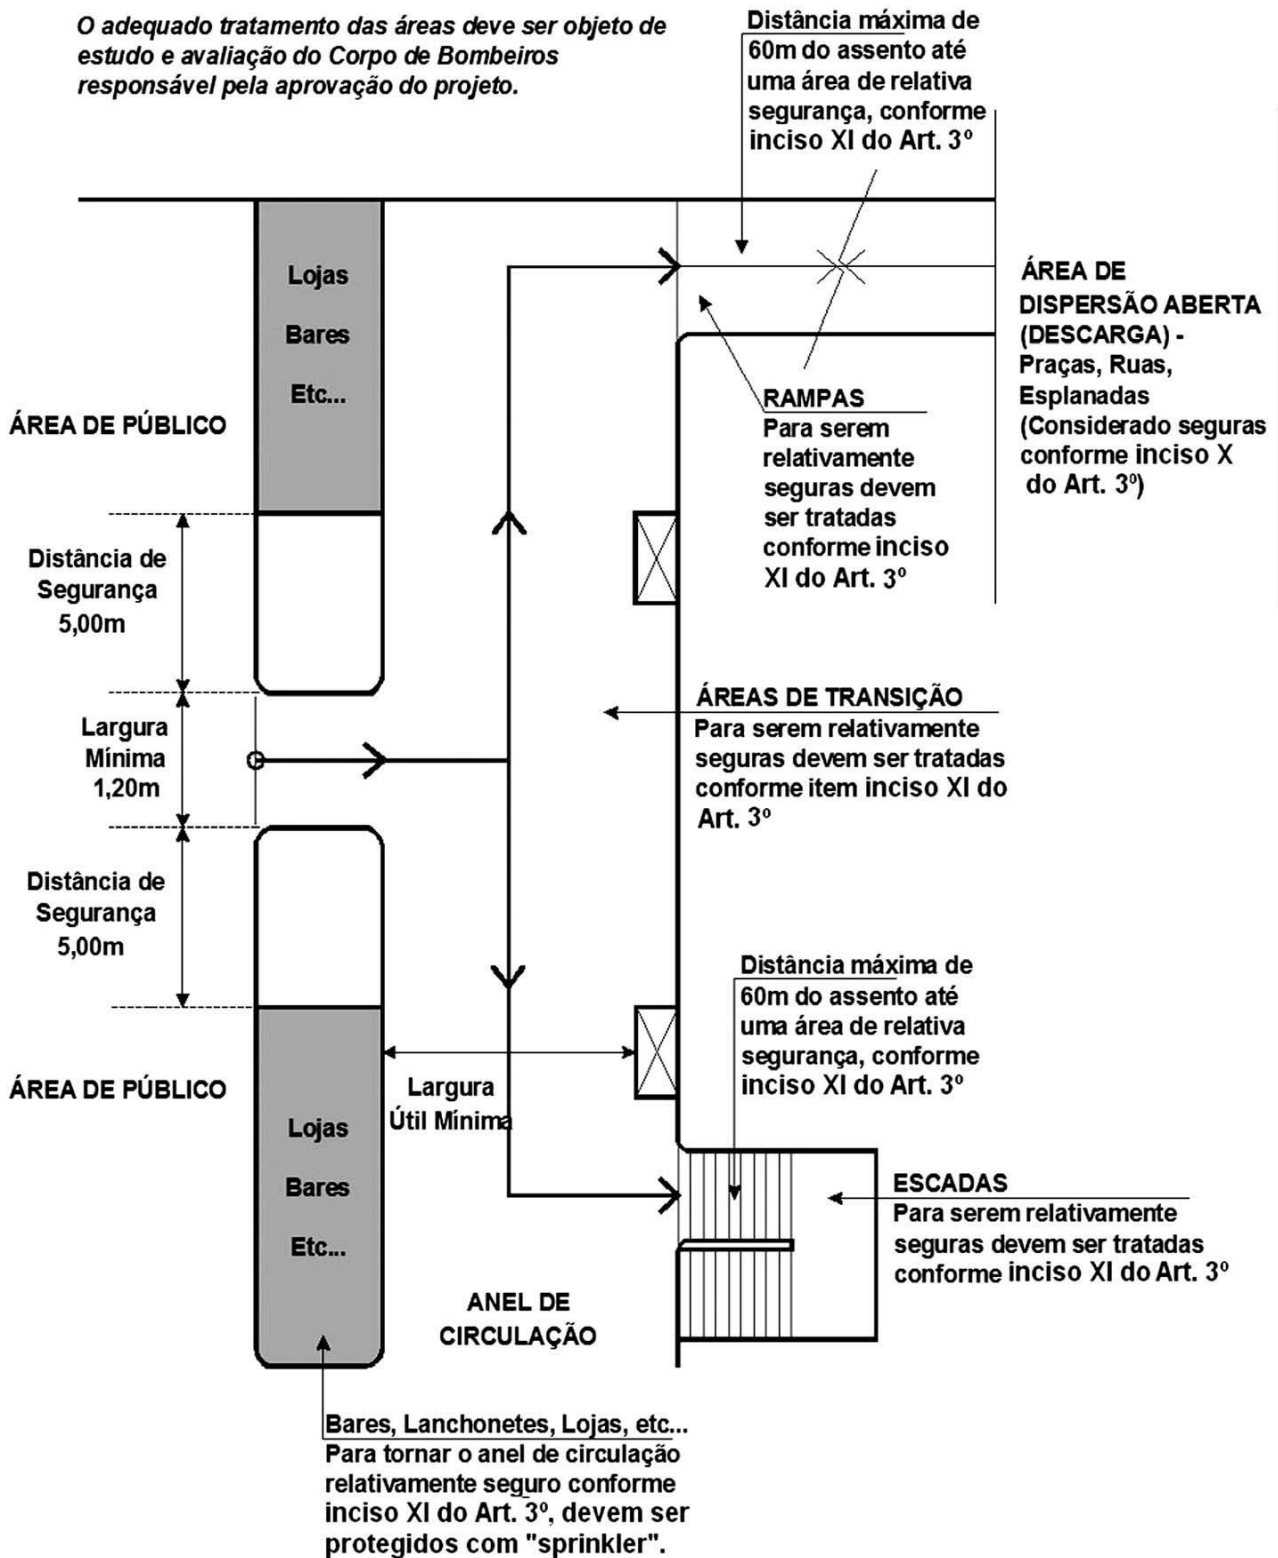 O adequado tratamento das áreas deve ser objeto de
estudo e avaliação do Corpo de Bombeiros
responsável pela aprovação do projeto.
Distância máxima de
60m do assento até
uma área de relativa
segurança, conforme
inciso XI do Art. 3º
Lojas
Bares
Etc...
ÁREA DE PÚBLICO
ÁREA DE
DISPERSÃO ABERTA
(DESCARGA) -
Praças, Ruas,
Esplanadas
(Considerado seguras
conforme inciso X
do Art. 3º)
RAMPAS
Para serem
relativamente
seguras devem
ser tratadas
conforme inciso
XI do Art. 3º
Distância de
Segurança
5,00m
Largura
Mínima
1,20m
ÁREAS DE TRANSIÇÃO
Para serem relativamente
seguras devem ser tratadas
conforme item inciso XI do
Art. 3º
Distância de
Segurança
5,00m
Distância máxima de
60m do assento até
uma área de relativa
segurança, conforme
inciso XI do Art. 3º
ÁREA DE PÚBLICO
Largura
Útil Mínima
Lojas
Bares
Etc...
ESCADAS
Para serem relativamente
seguras devem ser tratadas
conforme inciso XI do Art. 3º
ANEL DE
CIRCULAÇÃO
Bares, Lanchonetes, Lojas, etc...
Para tornar o anel de circulação
relativamente seguro conforme
inciso XI do Art. 3º, devem ser
protegidos com "sprinkler".